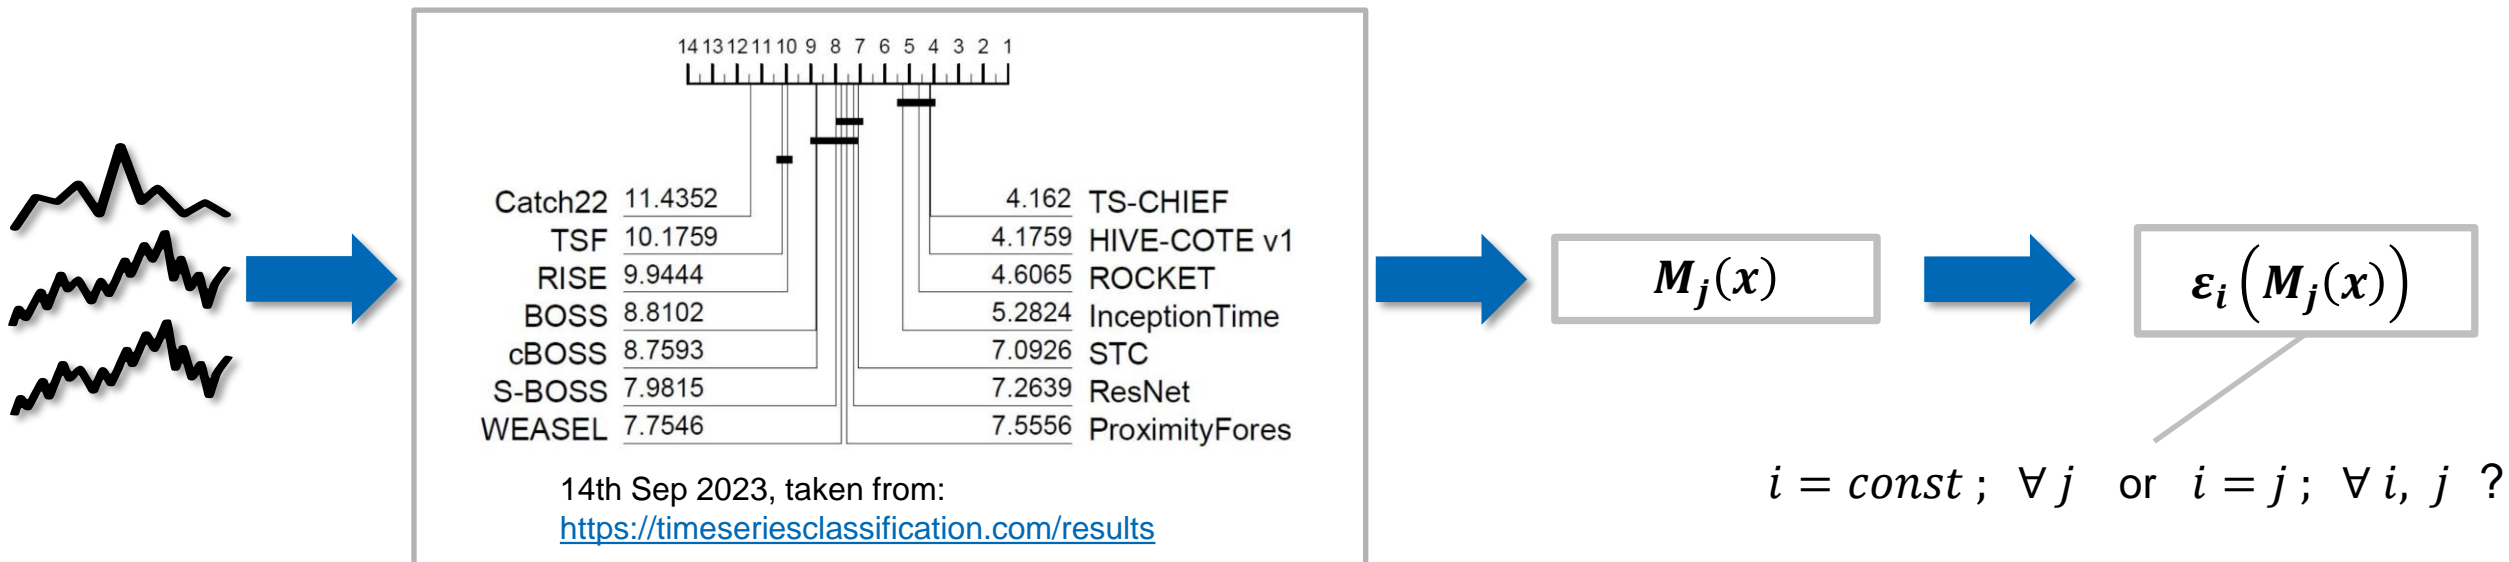 14 13 12 11 10 9 8 7 6 5 4 3 2 1
Catch22 11.4352
TSF 10.1759
RISE 9.9444
BOSS 8.8102
cBOSS 8.7593
S-BOSS 7.9815
WEASEL 7.7546
4.162 TS-CHIEF
4.1759 HIVE-COTE v1
4.6065 ROCKET
5.2824 InceptionTime
7.0926 STC
7.2639 ResNet
7.5556 ProximityFores
14th Sep 2023, taken from:
https://timeseriesclassification.com/results
M_j(x)
ε_i(M_j(x))
i = const ; ∀ j or i = j ; ∀ i, j ?